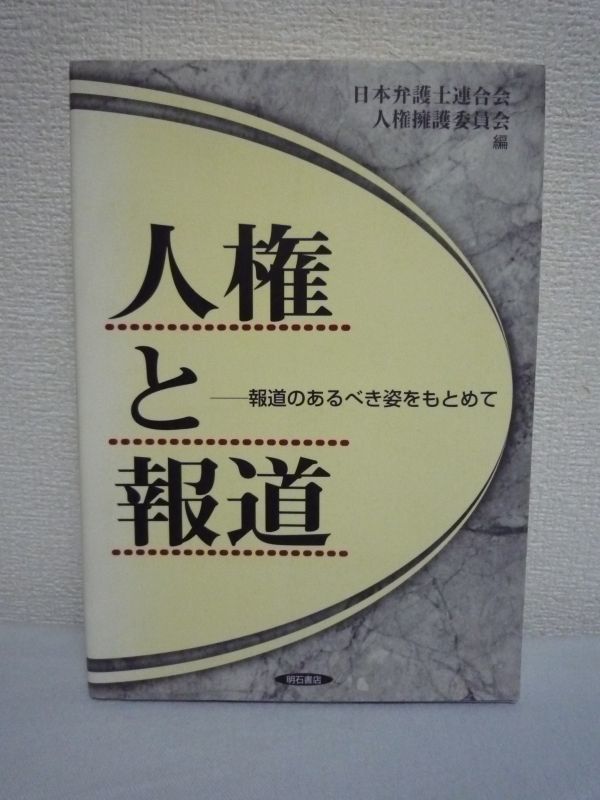 日本弁護士連合会
人権擁護委員会
編
人権
と
――報道のあるべき姿をもとめて
報道
明石書店